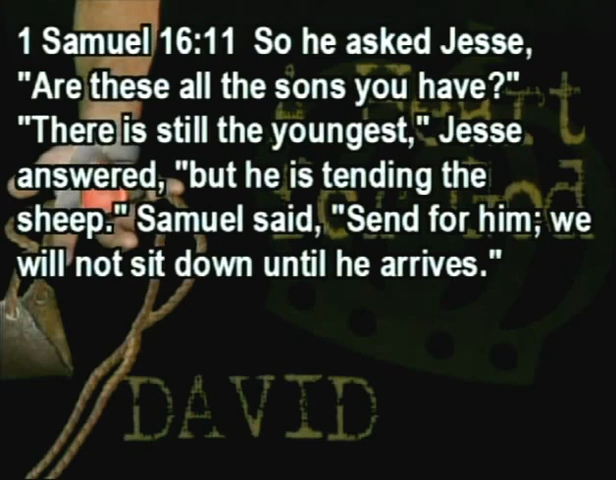 1 Samuel 16:11 So he asked Jesse,
"Are these all the sons you have?"
"There is still the youngest," Jesse
answered, "but he is tending the
sheep." Samuel said, "Send for him; we
will not sit down until he arrives."
DAVID